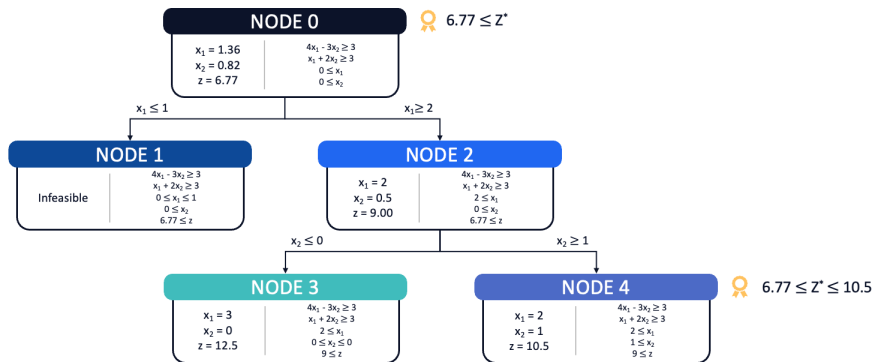 NODE 0
6.77 ≤ Z*
x₁ = 1.36
x₂ = 0.82
z = 6.77
4x₁ - 3x₂ ≥ 3
x₁ + 2x₂ ≥ 3
0 ≤ x₁
0 ≤ x₂
x₁ ≤ 1
x₁≥ 2
NODE 1
Infeasible
4x₁ - 3x₂ ≥ 3
x₁ + 2x₂ ≥ 3
0 ≤ x₁ ≤ 1
0 ≤ x₂
6.77 ≤ z
NODE 2
x₁ = 2
x₂ = 0.5
z = 9.00
4x₁ - 3x₂ ≥ 3
x₁ + 2x₂ ≥ 3
2 ≤ x₁
0 ≤ x₂
6.77 ≤ z
x₂ ≤ 0
x₂ ≥ 1
NODE 3
x₁ = 3
x₂ = 0
z = 12.5
4x₁ - 3x₂ ≥ 3
x₁ + 2x₂ ≥ 3
2 ≤ x₁
0 ≤ x₂ ≤ 0
9 ≤ z
NODE 4
x₁ = 2
x₂ = 1
z = 10.5
4x₁ - 3x₂ ≥ 3
x₁ + 2x₂ ≥ 3
2 ≤ x₁
1 ≤ x₂
9 ≤ z
6.77 ≤ Z* ≤ 10.5